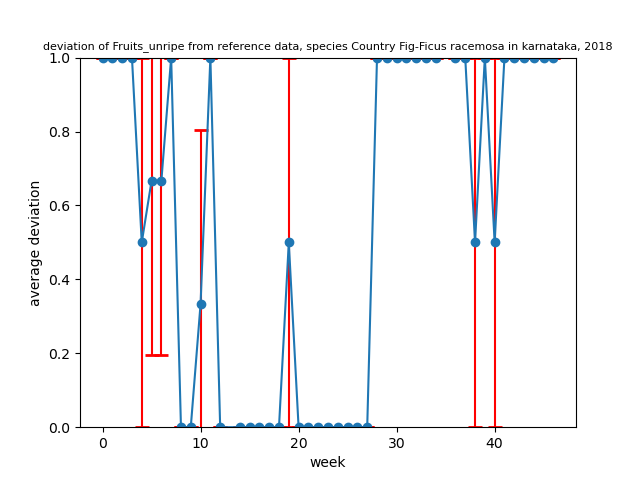 deviation of Fruits_unripe from reference data, species Country Fig-Ficus racemosa in karnataka, 2018
1.0
0.8
0.6
0.4
0.2
0.0
average deviation
0 10 20 30 40
week